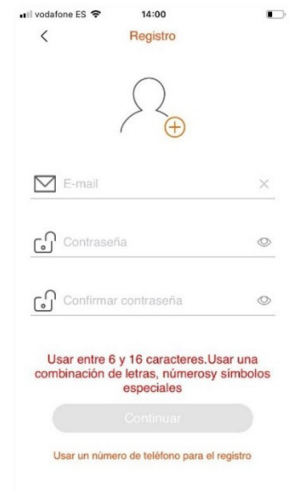 vodafone ES 14:00
Registro
E-mail
Contraseña
Confirmar contraseña
Usar entre 6 y 16 caracteres.Usar una
combinación de letras, númerosy símbolos
especiales
Continuar
Usar un número de teléfono para el registro